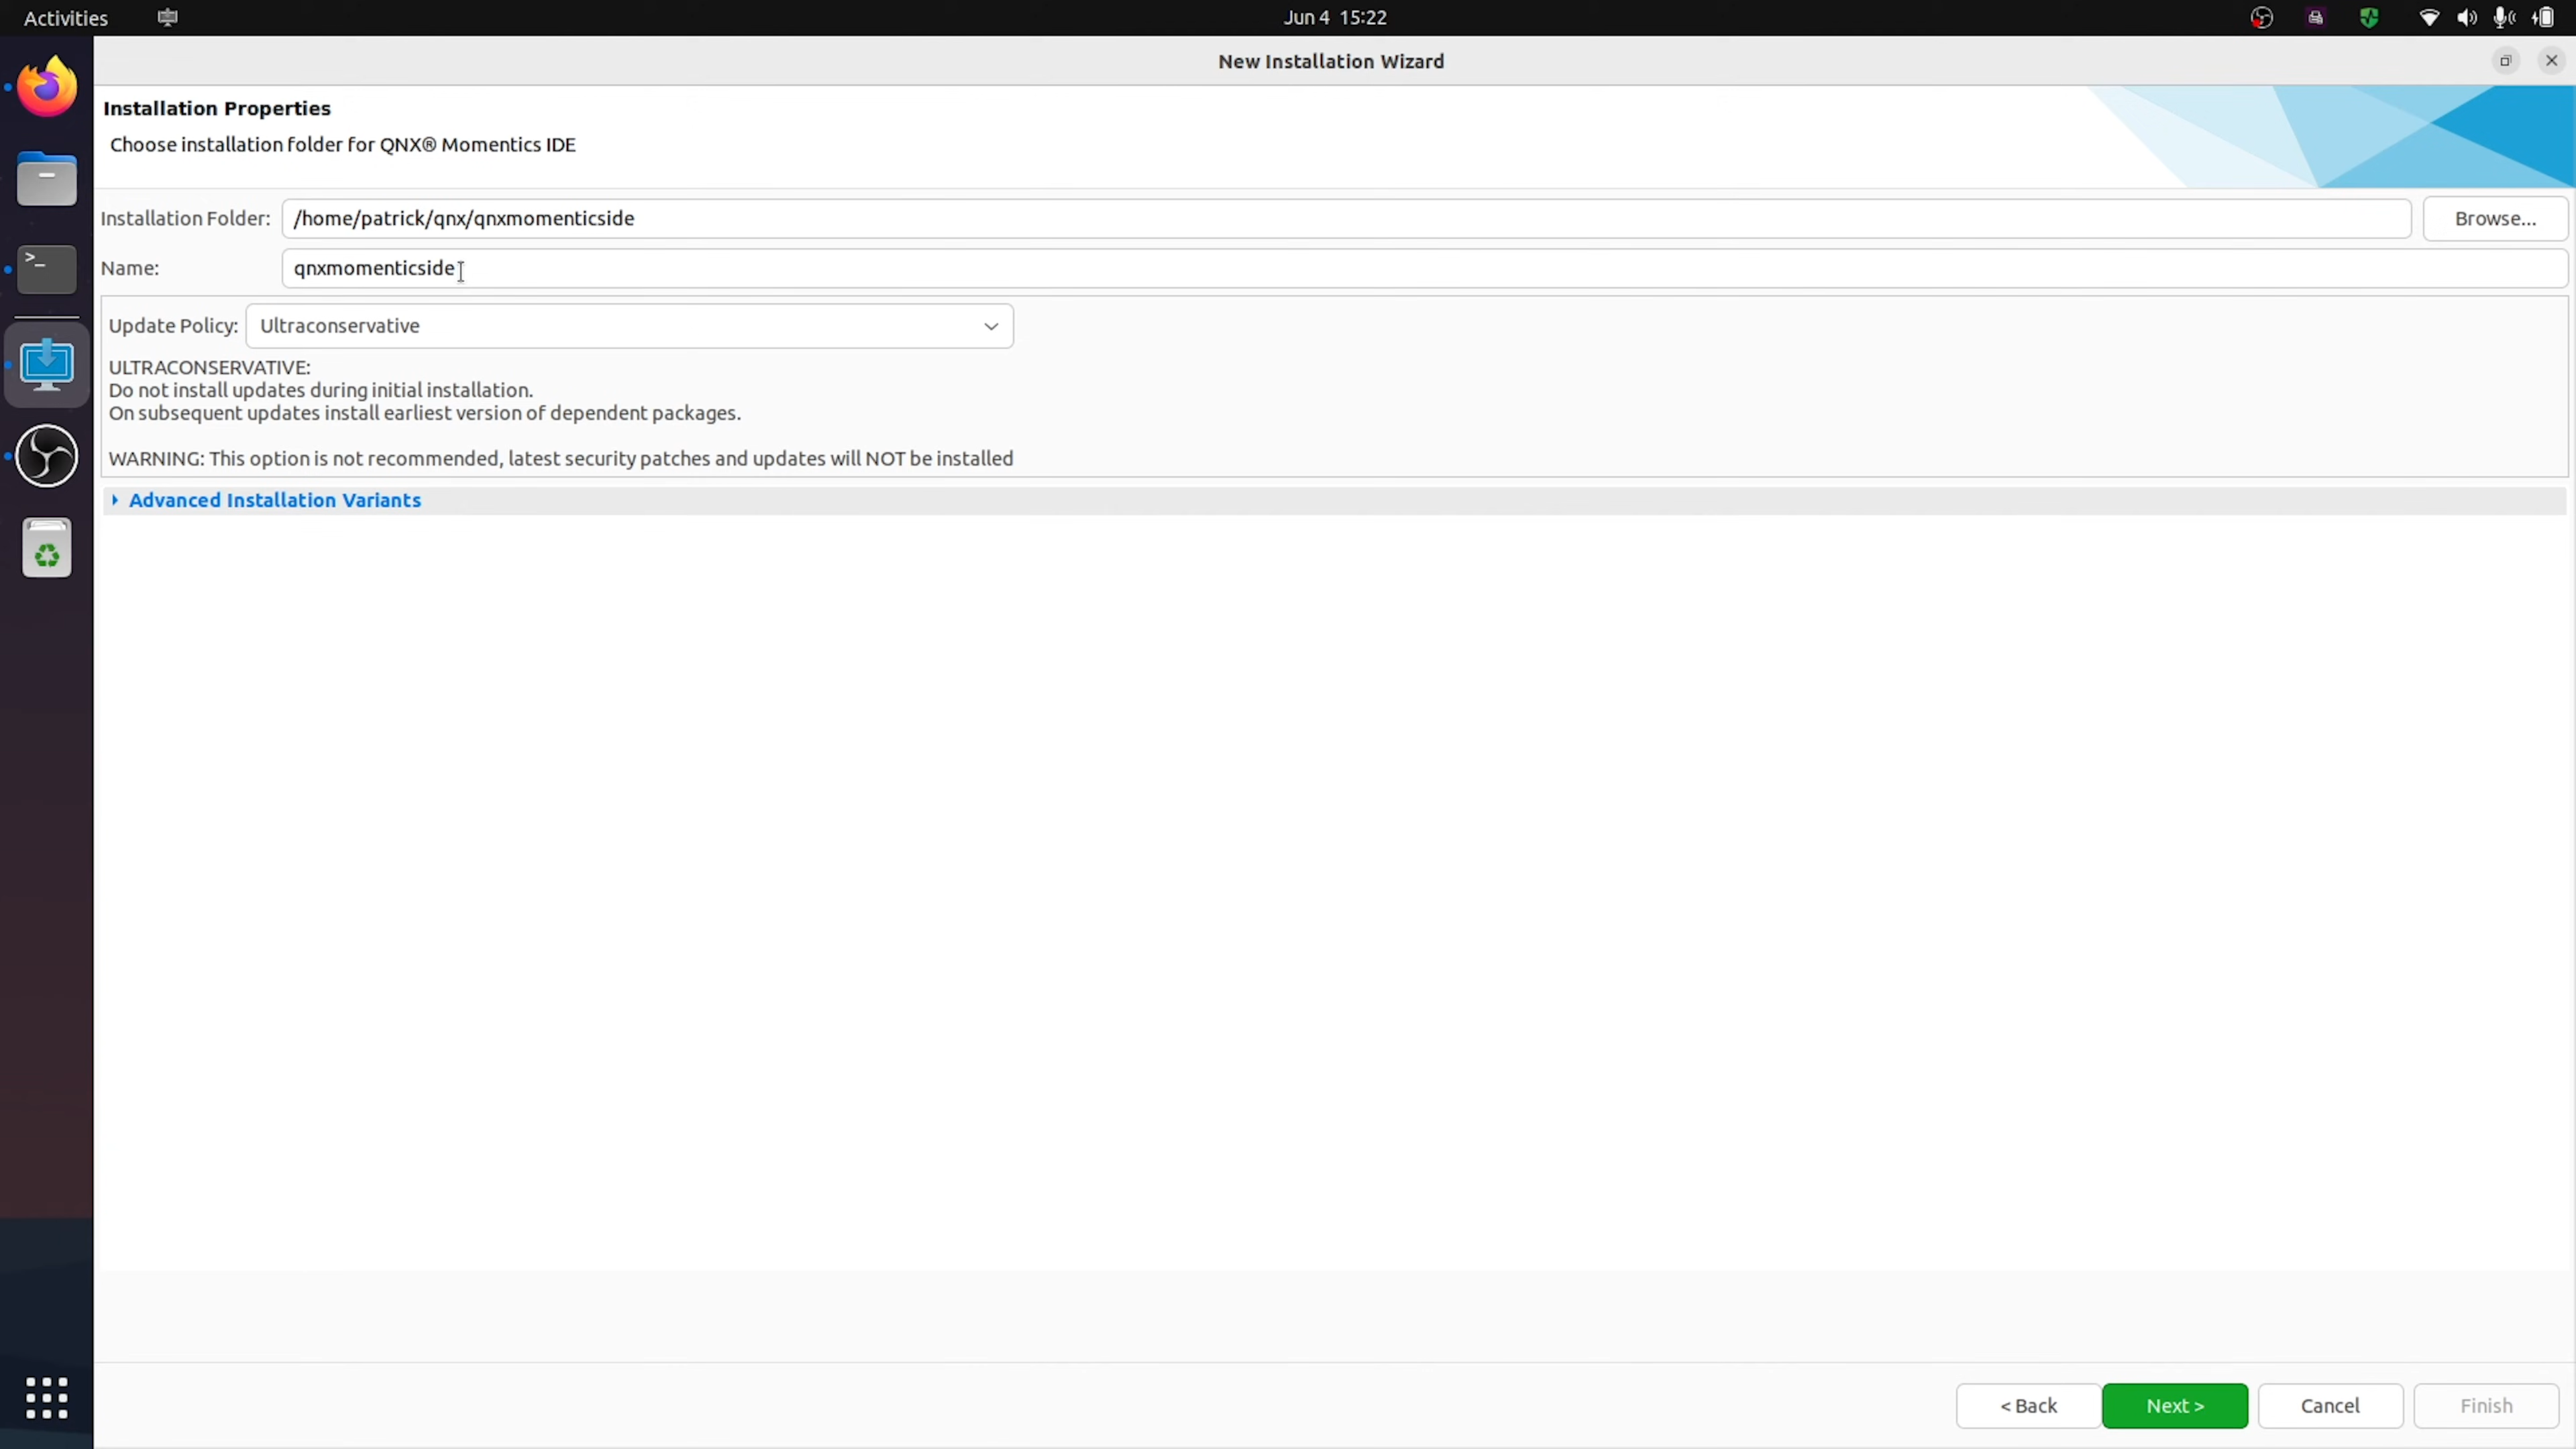 Activities
Jun 4 15:22
New Installation Wizard
Installation Properties
Choose installation folder for QNX® Momentics IDE
Installation Folder: /home/patrick/qnx/qnxmomenticside Browse...
Name: qnxmomenticside
Update Policy: Ultraconservative
ULTRACONSERVATIVE:
Do not install updates during initial installation.
On subsequent updates install earliest version of dependent packages.
WARNING: This option is not recommended, latest security patches and updates will NOT be installed
Advanced Installation Variants
< Back Next > Cancel Finish